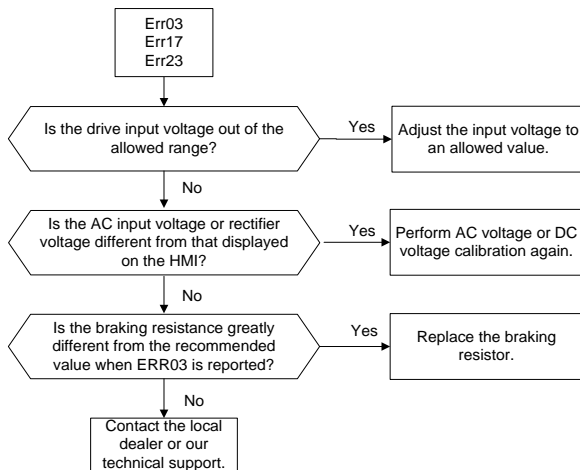 Err03
Err17
Err23
Is the drive input voltage out of the
allowed range?
Yes
Adjust the input voltage to
an allowed value.
No
Is the AC input voltage or rectifier
voltage different from that displayed
on the HMI?
Yes
Perform AC voltage or DC
voltage calibration again.
No
Is the braking resistance greatly
different from the recommended
value when ERR03 is reported?
Yes
Replace the braking
resistor.
No
Contact the local
dealer or our
technical support.